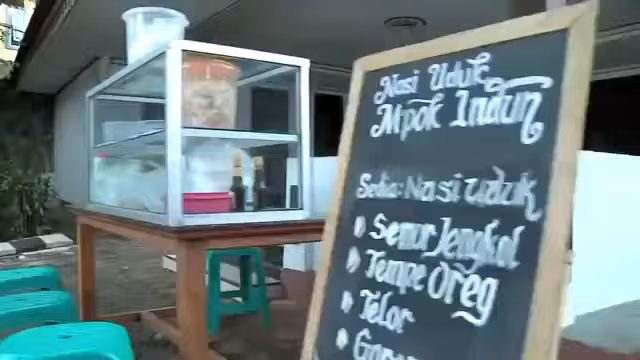 Nasi Uduk
Mpok Indun
Sedia: Nasi uduk
Semur Jengkol
Tempe Oreg
Telor